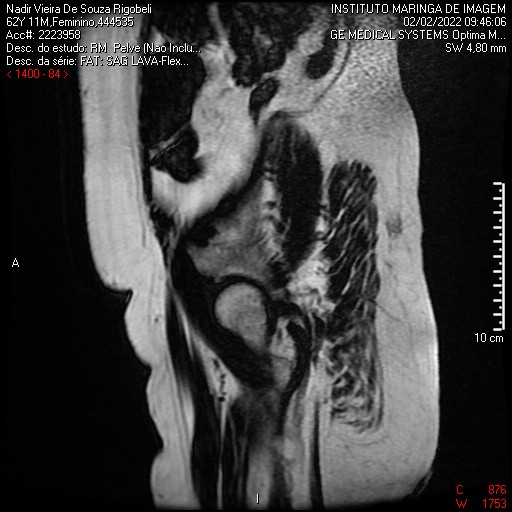 Nadir Vieira De Souza Rigobeli
62Y 11M,Feminino,444535
Acc#: 2223958
Desc. do estudo: RM  Pelve (Nao Inclu...
Desc. da série: FAT: SAG LAVA-Flex...
< 1400 - 84 >
INSTITUTO MARINGA DE IMAGEM
02/02/2022 09:46:06
GE MEDICAL SYSTEMS Optima M...
SW 4,80 mm
A
10 cm
I
C 876
W 1753